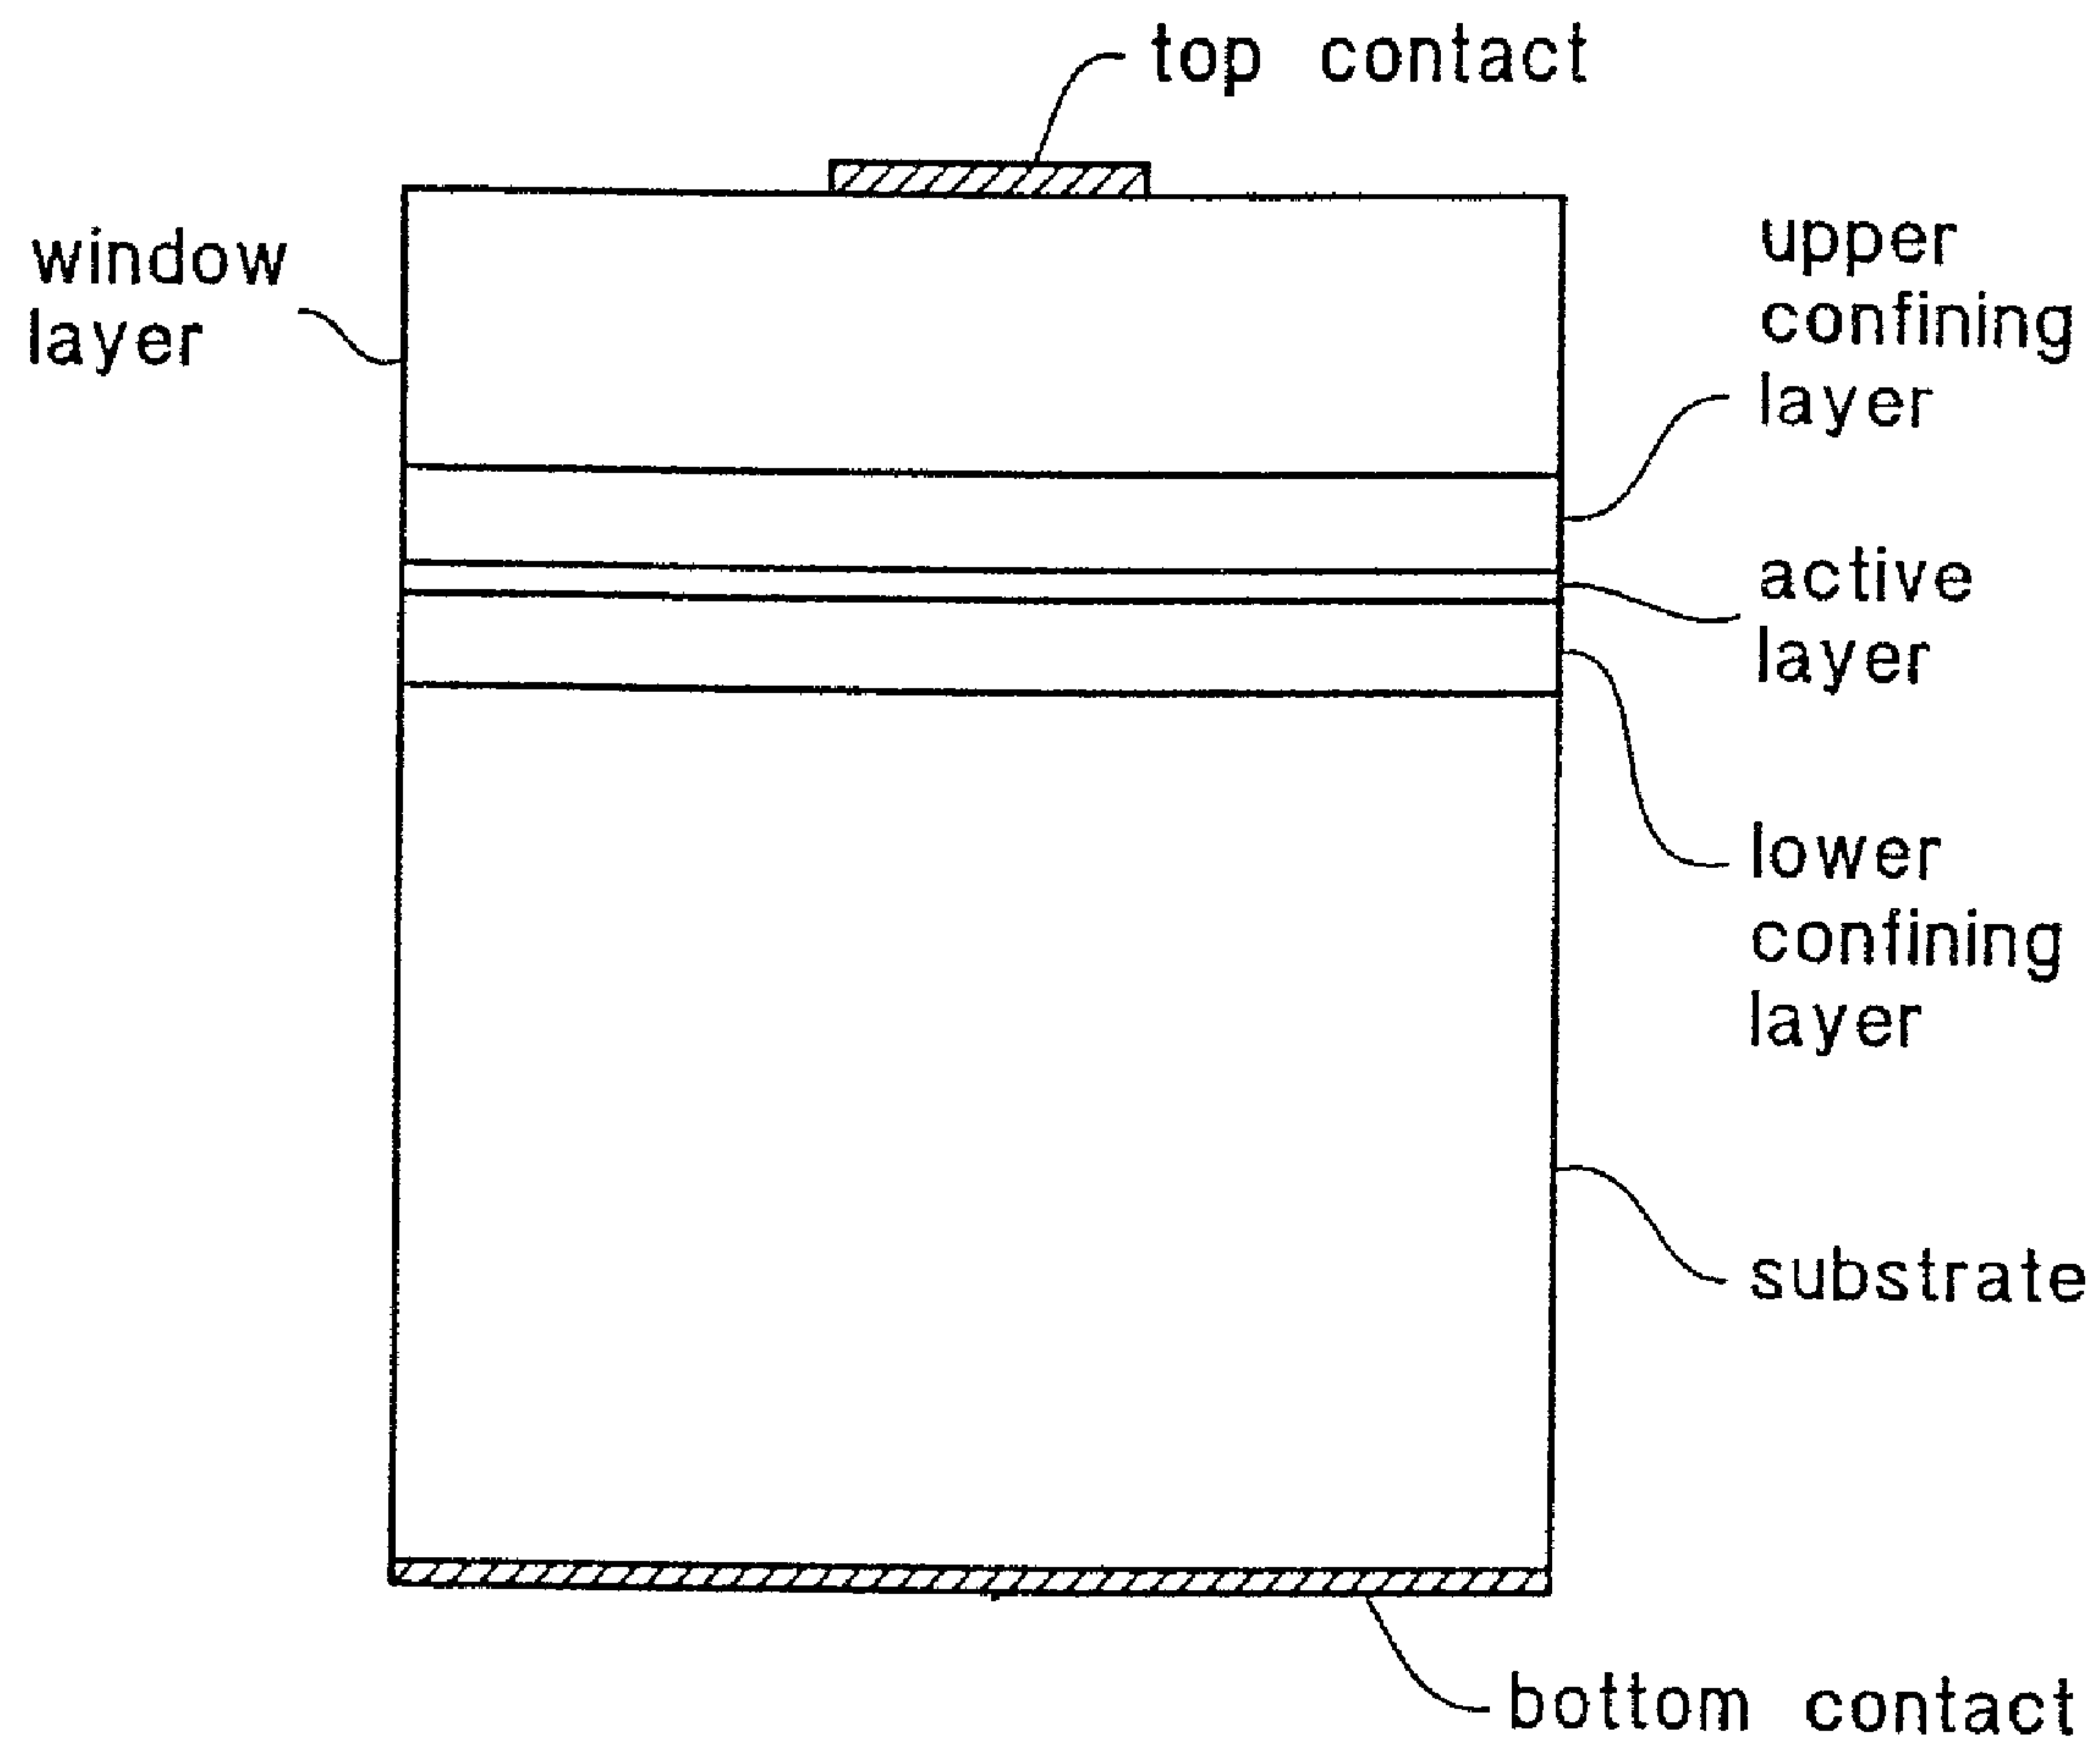 top contact
window
layer
upper
confining
layer
active
layer
lower
confining
layer
substrate
bottom contact